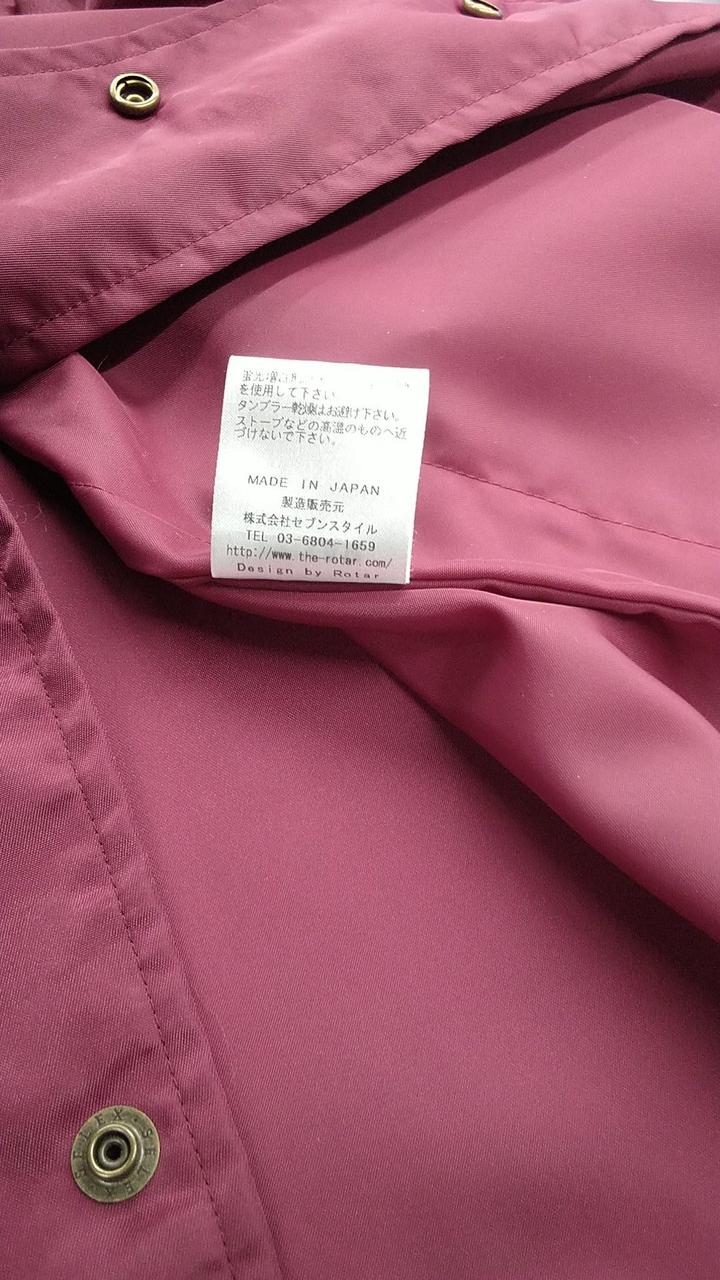 を使用して下さい
タンブラー乾燥はお避け下さい。
ストーブなどの高温のものへ近
づけないで下さい。
MADE IN JAPAN
製造販売元
株式会社セブンスタイル
TEL 03-6804-1659
http://www.the-rotar.com/
Design by Rotar
SELEX・SELEX